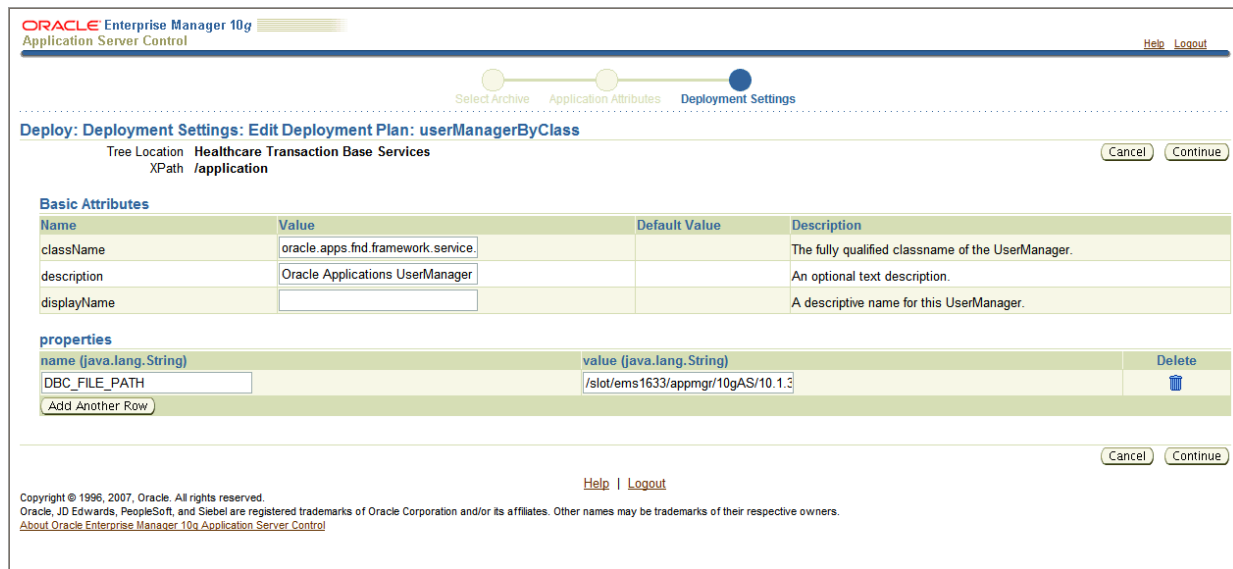 ORACLE Enterprise Manager 10g
Application Server Control
Help Logout
Select Archive Application Attributes Deployment Settings
Deploy: Deployment Settings: Edit Deployment Plan: userManagerByClass
Tree Location Healthcare Transaction Base Services
Cancel Continue
XPath /application
Basic Attributes
Name Value Default Value Description
className oracle.apps.fnd.framework.service. The fully qualified classname of the UserManager.
description Oracle Applications UserManager An optional text description.
displayName A descriptive name for this UserManager.
properties
name (java.lang.String) value (java.lang.String) Delete
DBC_FILE_PATH /slot/ems1633/appmgr/10gAS/10.1.3
Add Another Row
Cancel Continue
Help | Logout
Copyright © 1996, 2007, Oracle. All rights reserved.
Oracle, JD Edwards, PeopleSoft, and Siebel are registered trademarks of Oracle Corporation and/or its affiliates. Other names may be trademarks of their respective owners.
About Oracle Enterprise Manager 10g Application Server Control